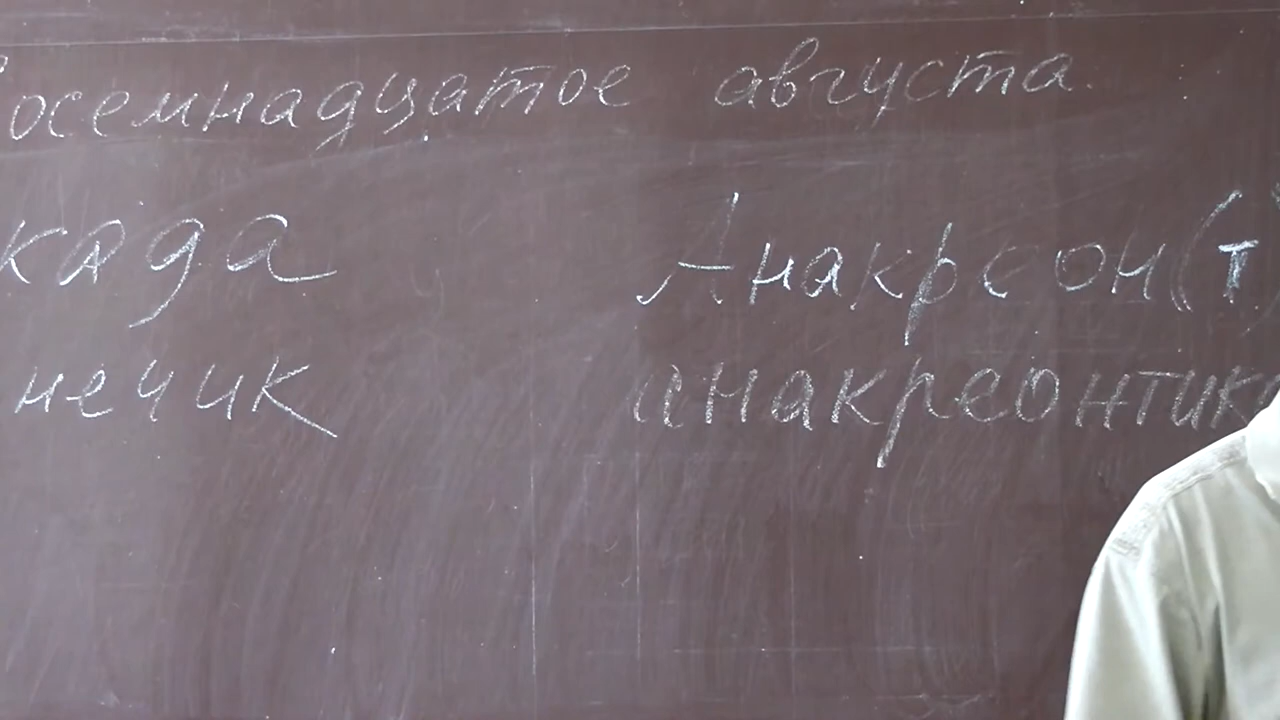 осемнадцатое августа.
када Анакреон(т)
нечик анакреонтик